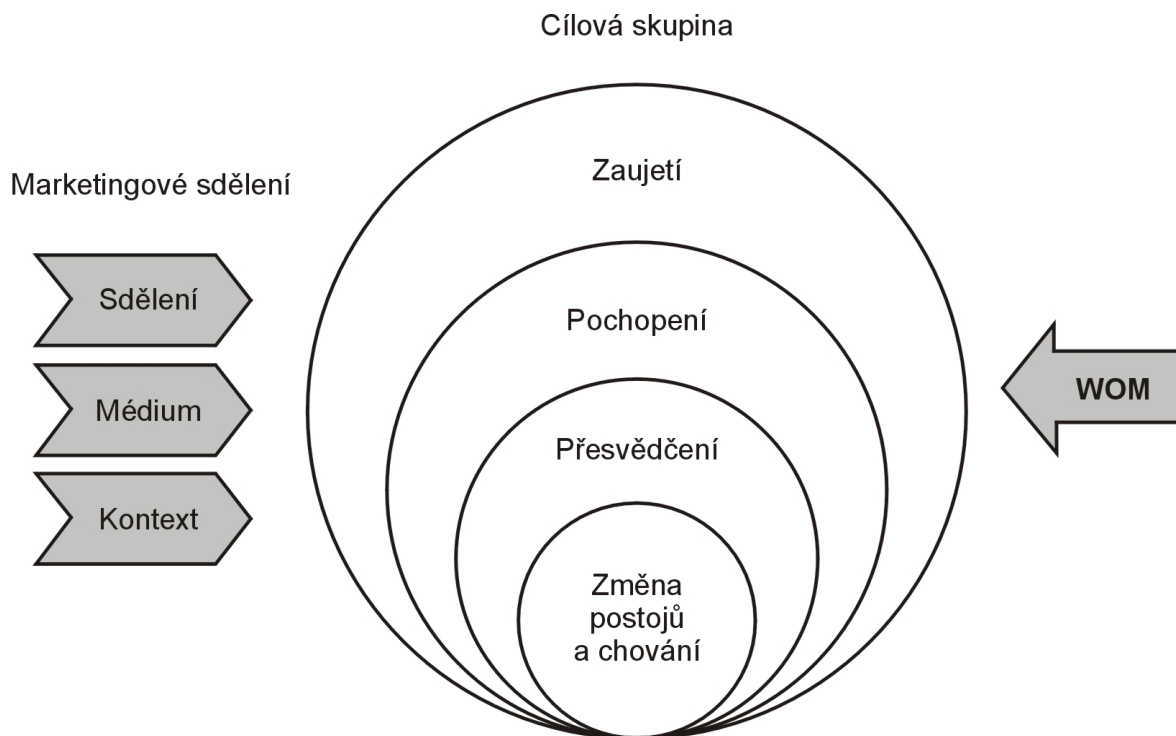 Cílová skupina
Marketingové sdělení
Sdělení
Médium
Kontext
Zaujetí
Pochopení
Přesvědčení
Změna
postojů
a chování
WOM